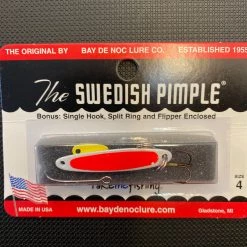 THE ORIGINAL BY BAY DE NOC LURE CO. ESTABLISHED 1955
The SWEDISH PIMPLE®
Bonus: Single Hook, Split Ring and Flipper Enclosed
SIZE
4
MADE IN USA
www.baydenoclure.com
Gladstone, MI